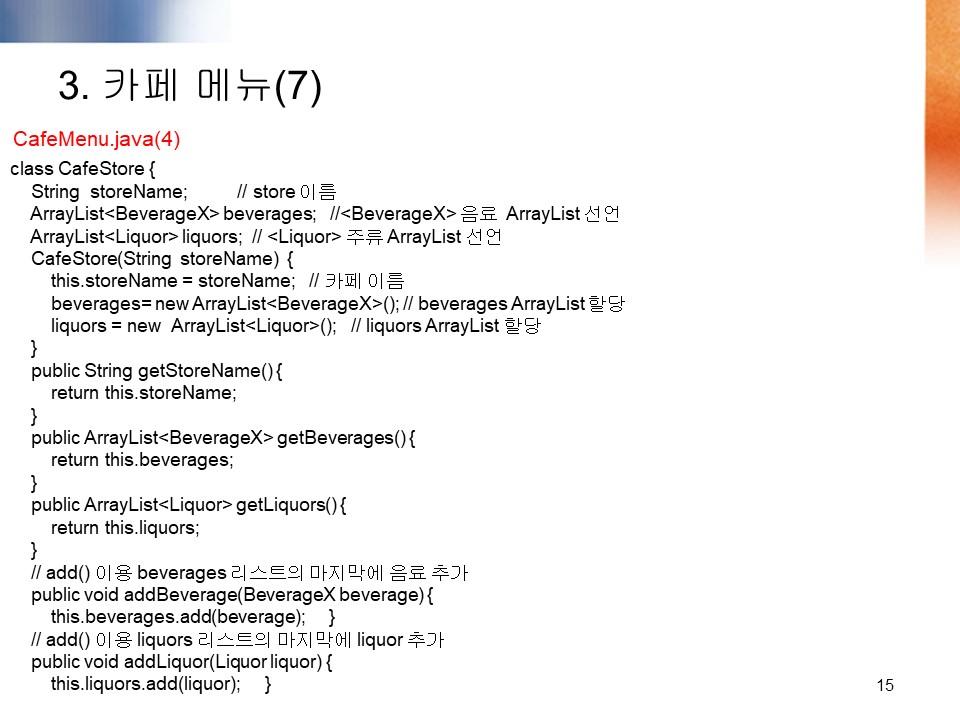 3. 카페 메뉴(7)
CafeMenu.java(4)
class CafeStore {
String storeName; // store 이름
ArrayList<BeverageX> beverages; //<BeverageX> 음료 ArrayList 선언
ArrayList<Liquor> liquors; // <Liquor> 주류 ArrayList 선언
CafeStore(String storeName) {
this.storeName = storeName; // 카페 이름
beverages= new ArrayList<BeverageX>(); // beverages ArrayList 할당
liquors = new ArrayList<Liquor>(); // liquors ArrayList 할당
}
public String getStoreName() {
return this.storeName;
}
public ArrayList<BeverageX> getBeverages() {
return this.beverages;
}
public ArrayList<Liquor> getLiquors() {
return this.liquors;
}
// add() 이용 beverages 리스트의 마지막에 음료 추가
public void addBeverage(BeverageX beverage) {
this.beverages.add(beverage); }
// add() 이용 liquors 리스트의 마지막에 liquor 추가
public void addLiquor(Liquor liquor) {
this.liquors.add(liquor); }
15